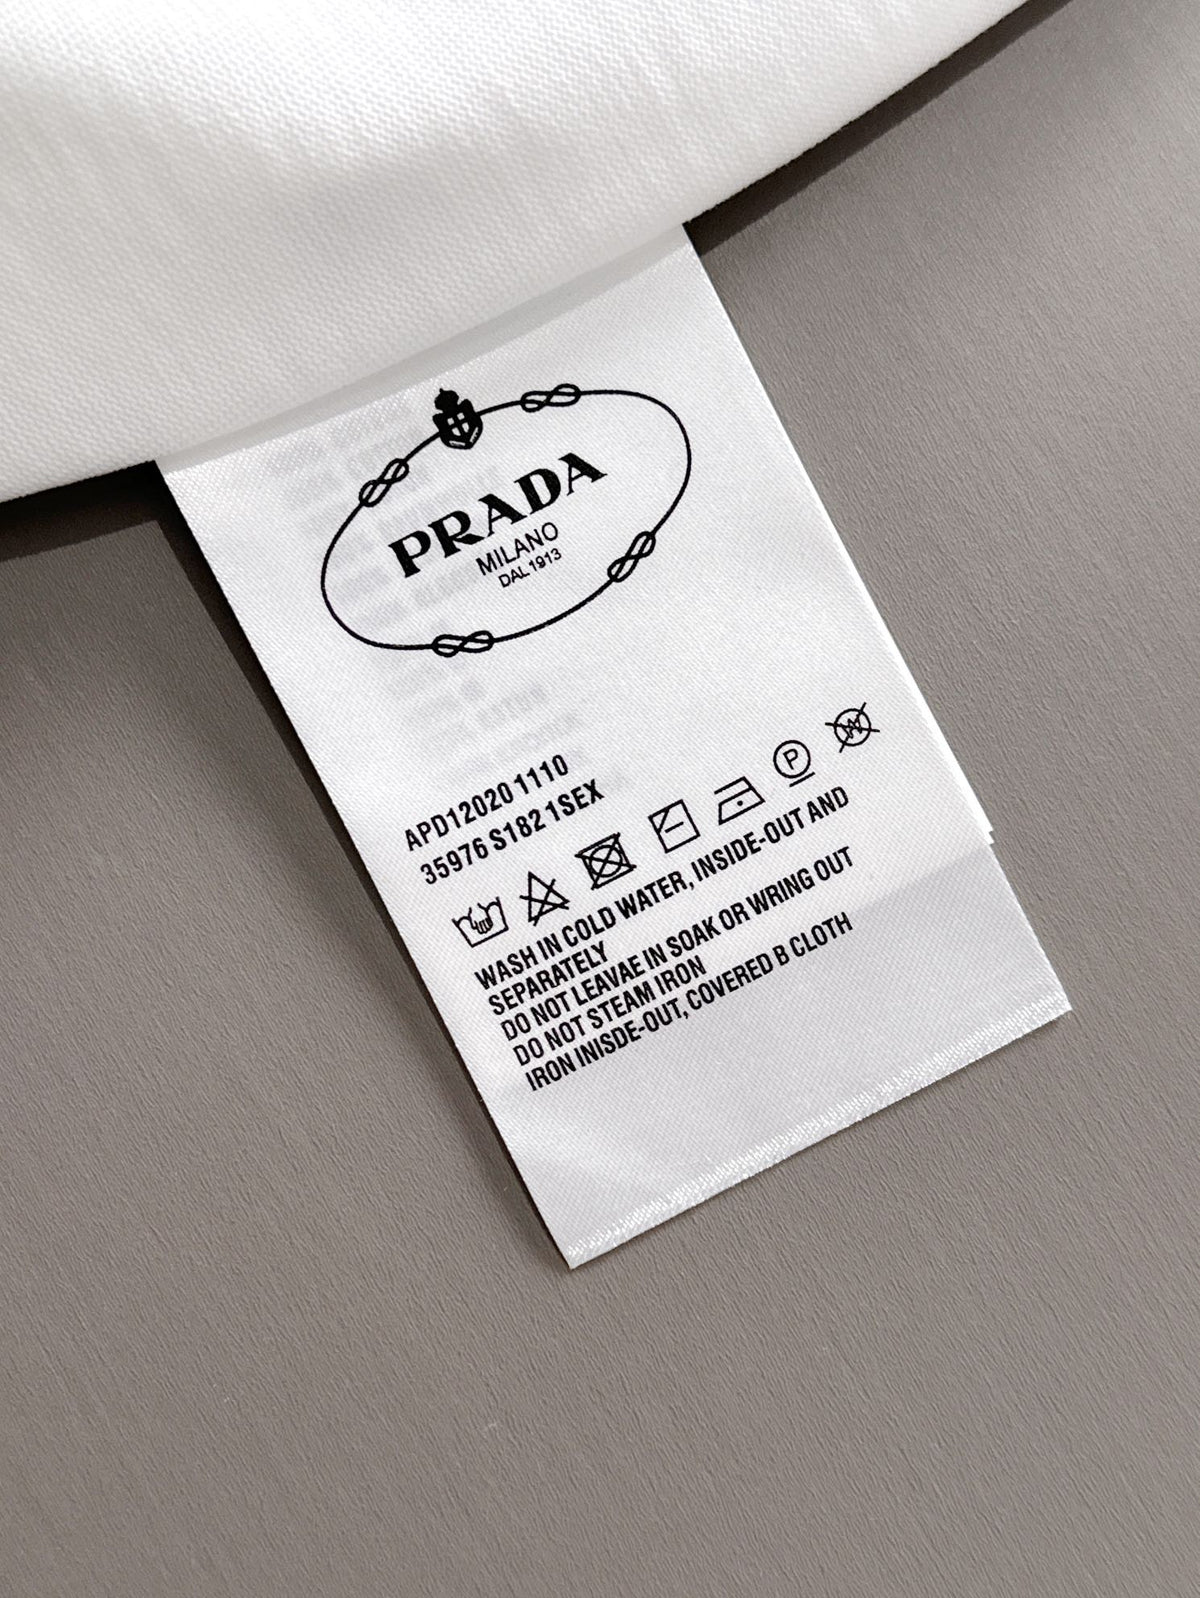 PRADA
MILANO
DAL 1913
APD12020 1110
35976 S182 1SEX
P
WASH IN COLD WATER, INSIDE-OUT AND
SEPARATELY
DO NOT LEAVAE IN SOAK OR WRING OUT
DO NOT STEAM IRON
IRON INISDE-OUT, COVERED B CLOTH